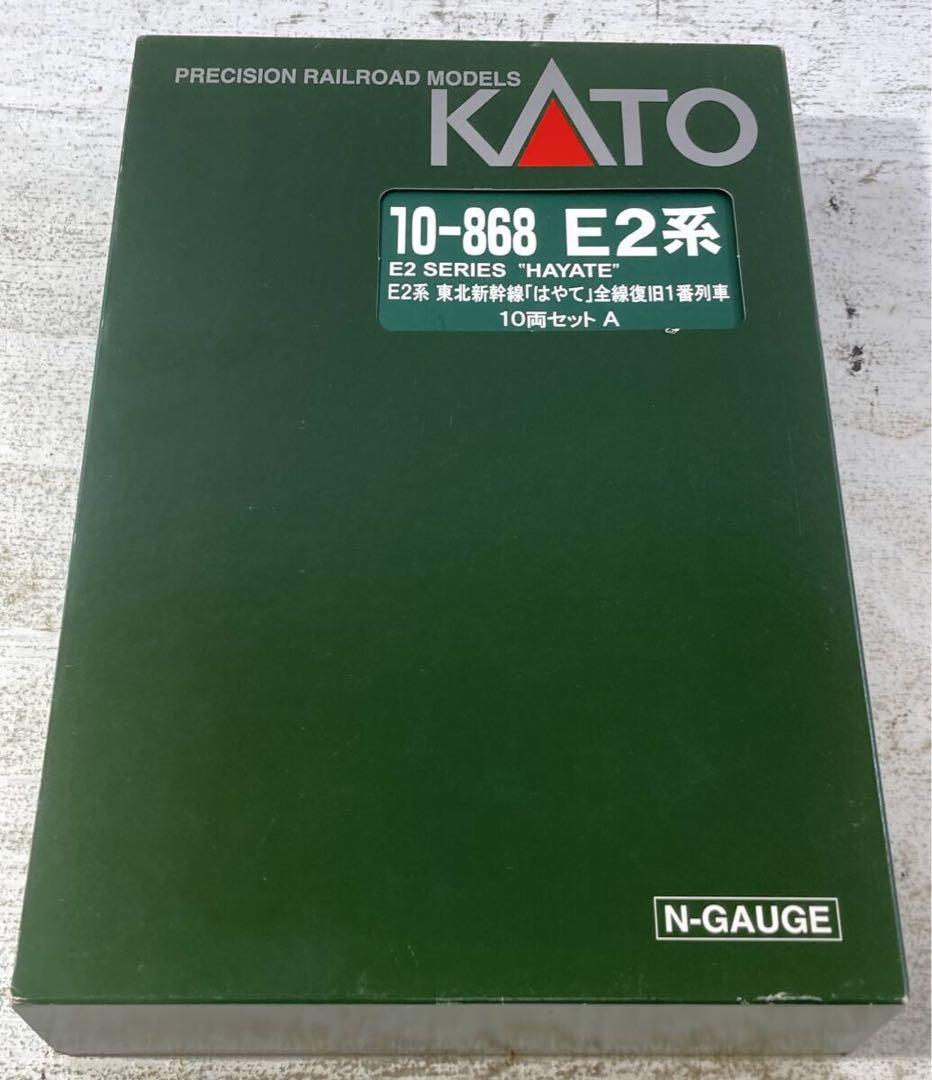 PRECISION RAILROAD MODELS
KATO
10-868 E2系
E2 SERIES "HAYATE"
E2系 東北新幹線「はやて」全線復旧1番列車
10両セット A
N-GAUGE